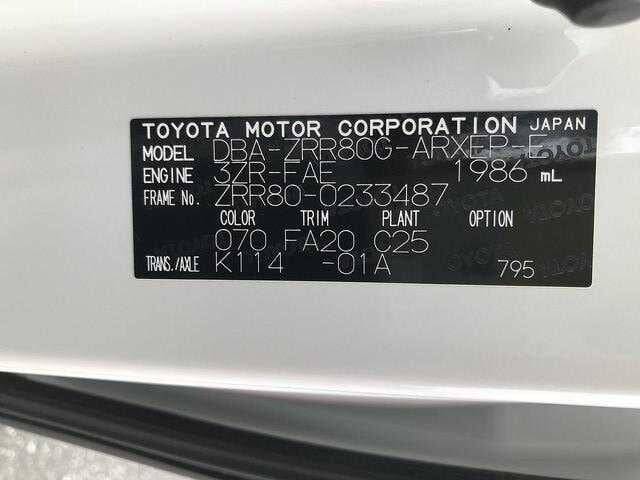 TOYOTA MOTOR CORPORATION JAPAN
MODEL DBA-ZRR80G-ARXEP-E
ENGINE 3ZR-FAE 1986 mL
FRAME No. ZRR80-0233487
COLOR TRIM PLANT OPTION
070 FA20 C25
TRANS./AXLE K114 -01A 795